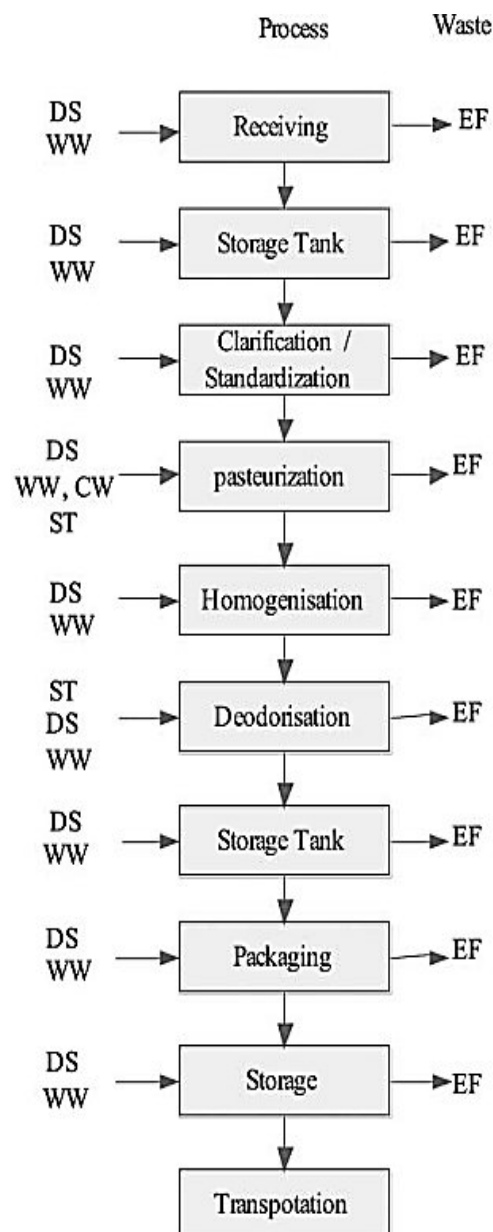 Process Waste
DS
WW
Receiving
EF
DS
WW
Storage Tank
EF
DS
WW
Clarification /
Standardization
EF
DS
WW, CW
ST
pasteurization
EF
DS
WW
Homogenisation
EF
ST
DS
WW
Deodorisation
EF
DS
WW
Storage Tank
EF
DS
WW
Packaging
EF
DS
WW
Storage
EF
Transpotation